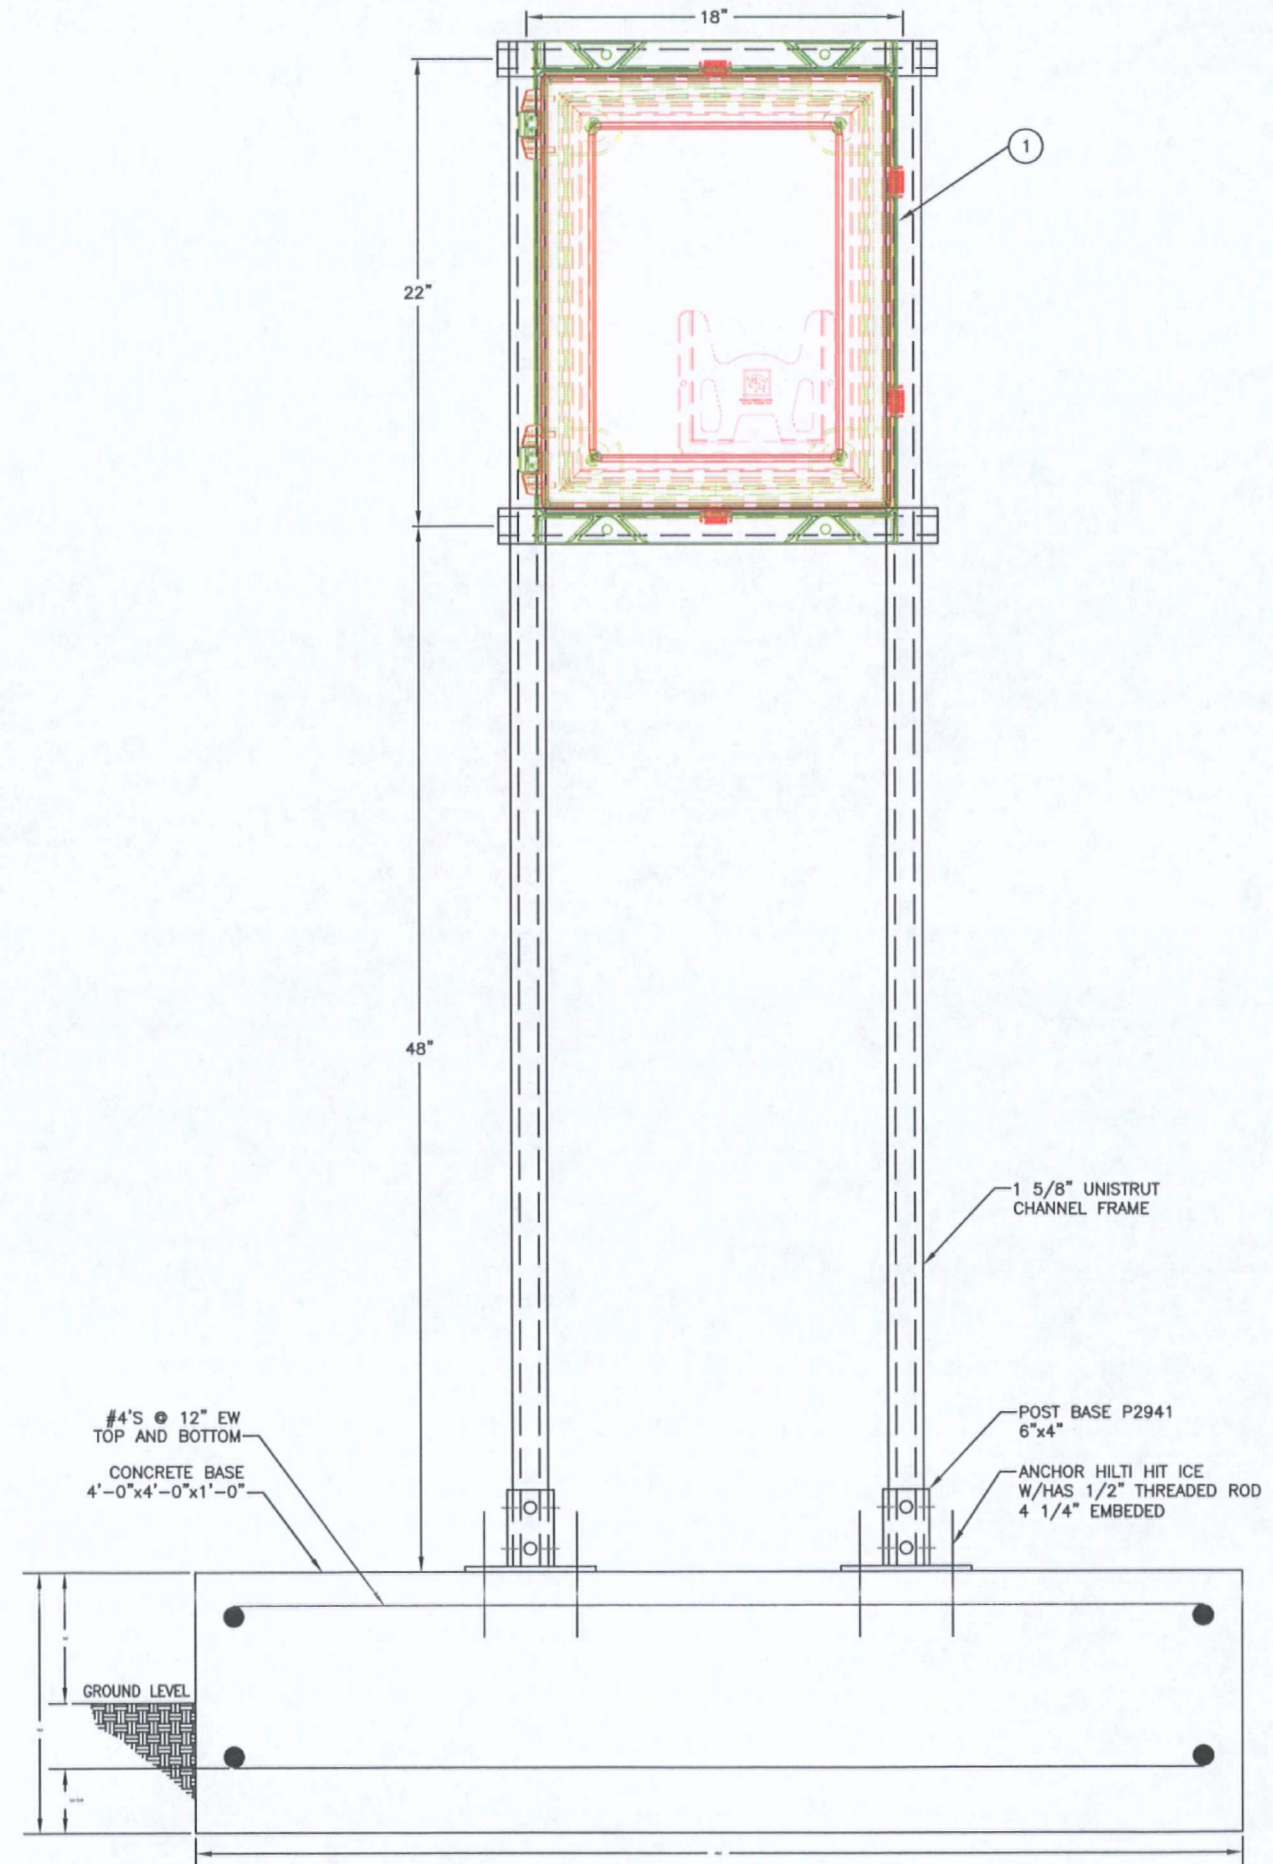 18"
1
22"
48"
1 5/8" UNISTRUT
CHANNEL FRAME
#4'S @ 12" EW
TOP AND BOTTOM
CONCRETE BASE
4'-0"x4'-0"x1'-0"
POST BASE P2941
6"x4"
ANCHOR HILTI HIT ICE
W/HAS 1/2" THREADED ROD
4 1/4" EMBEDED
GROUND LEVEL